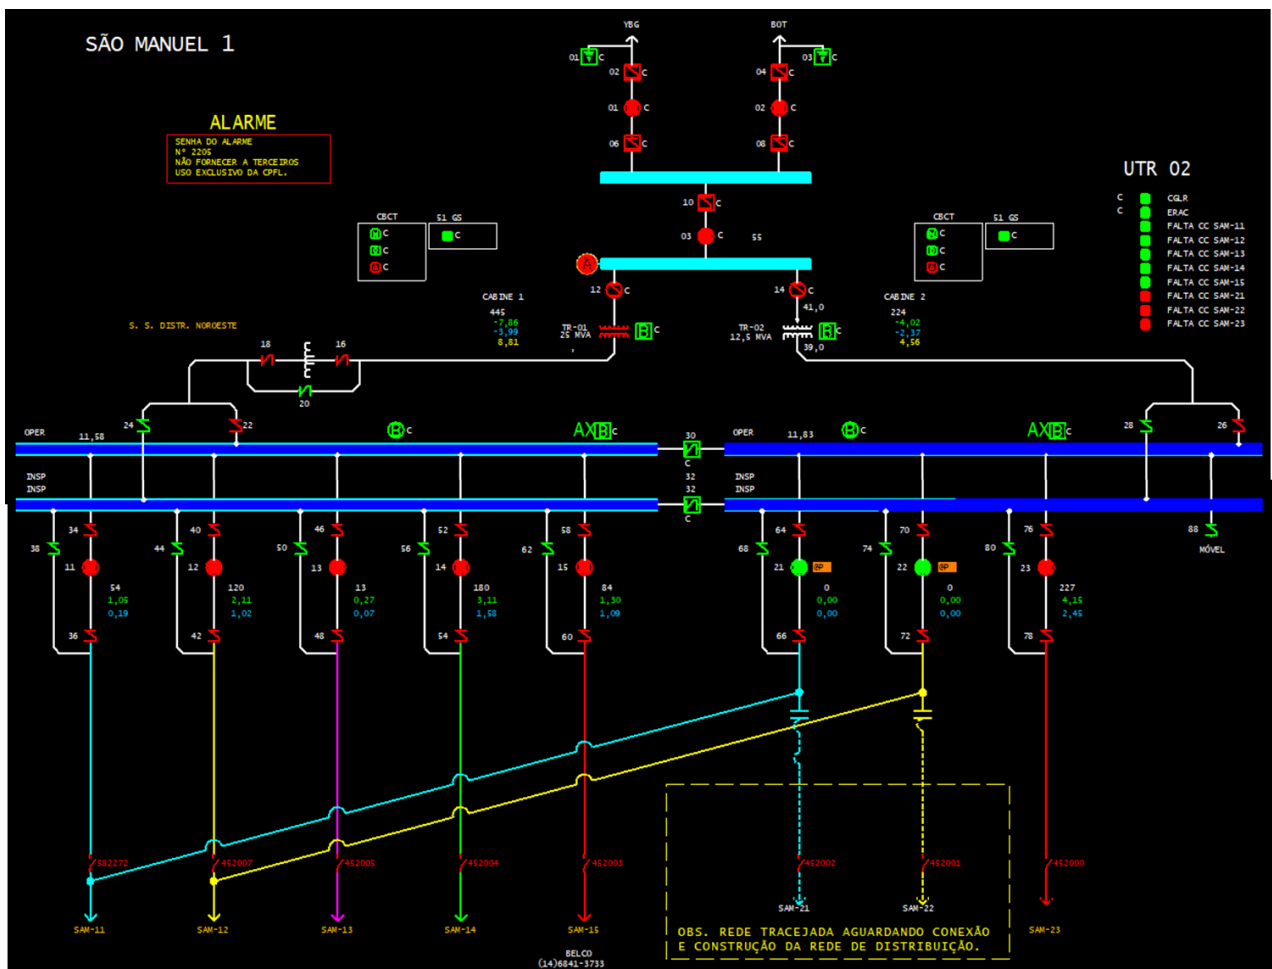 YBG
BOT
SÃO MANUEL 1
01 C
03 C
02 C
04 C
ALARME
01 C
02 C
SENHA DO ALARME
N° 2205
NÃO FORNECER A TERCEIROS
USO EXCLUSIVO DA CPFL.
06 C
08 C
UTR 02
C CGLR
C ERAC
FALTA CC SAM-11
FALTA CC SAM-12
FALTA CC SAM-13
FALTA CC SAM-14
FALTA CC SAM-15
FALTA CC SAM-21
FALTA CC SAM-22
FALTA CC SAM-23
10 C
CBCT
51 GS
C
C
C
C
03 C 55
CBCT
51 GS
C
C
C
C
A
12 C
14 C
41,0
CABINE 1
445
-7,86
-3,99
8,81
CABINE 2
224
-4,02
-2,37
4,56
S. S. DISTR. NOROESTE
TR-01
25 MVA
B C
TR-02
12,5 MVA
B C
39,0
18
16
20
24
22
28
26
OPER
11,58
B C
AX B C
30
C
OPER
11,83
B C
AX B C
INSP
INSP
32
32
C
INSP
INSP
34
40
46
52
58
64
70
76
88
MÓVEL
38
44
50
56
62
68
74
80
11
12
13
14
15
21 GP
22 GP
23
54
1,05
0,19
120
2,11
1,02
13
0,27
0,07
180
3,11
1,58
84
1,30
1,09
0
0,00
0,00
0
0,00
0,00
227
4,15
2,45
36
42
48
54
60
66
72
78
582272
452007
452005
452004
452003
452002
452001
452000
SAM-11
SAM-12
SAM-13
SAM-14
SAM-15
SAM-21
SAM-22
SAM-23
OBS. REDE TRACEJADA AGUARDANDO CONEXÃO
E CONSTRUÇÃO DA REDE DE DISTRIBUIÇÃO.
BELCO
(14)6841-3733